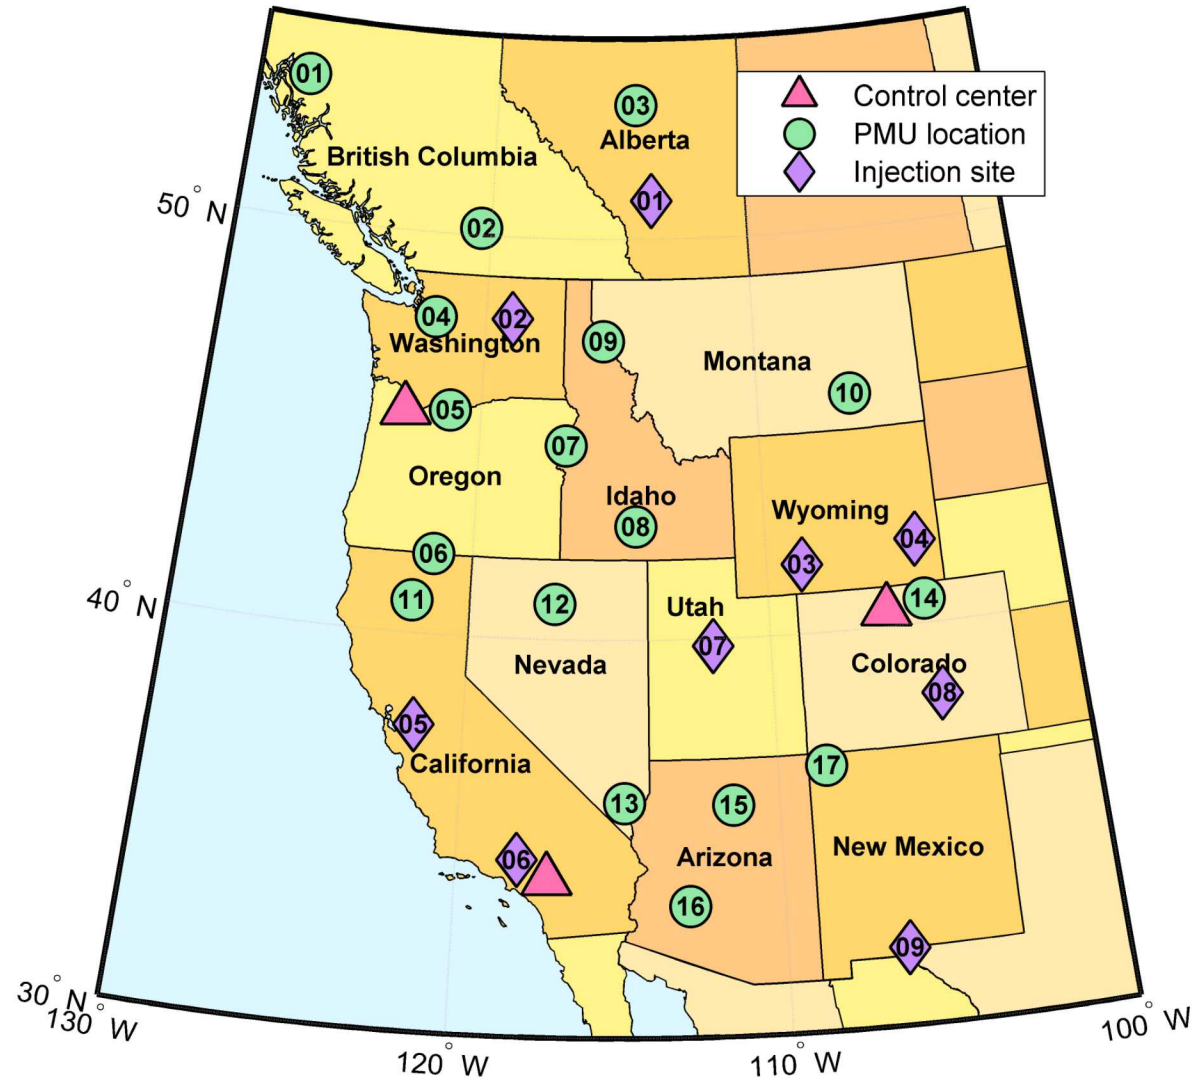 01
03
Control center
PMU location
Injection site
Alberta
British Columbia
01
50° N
02
04
02
Washington
09
Montana
10
05
07
Oregon
Idaho
08
Wyoming
04
03
06
11
12
Utah
14
40° N
07
Nevada
Colorado
08
05
California
17
13
15
New Mexico
Arizona
06
16
09
30° N
130° W
120° W
110° W
100° W